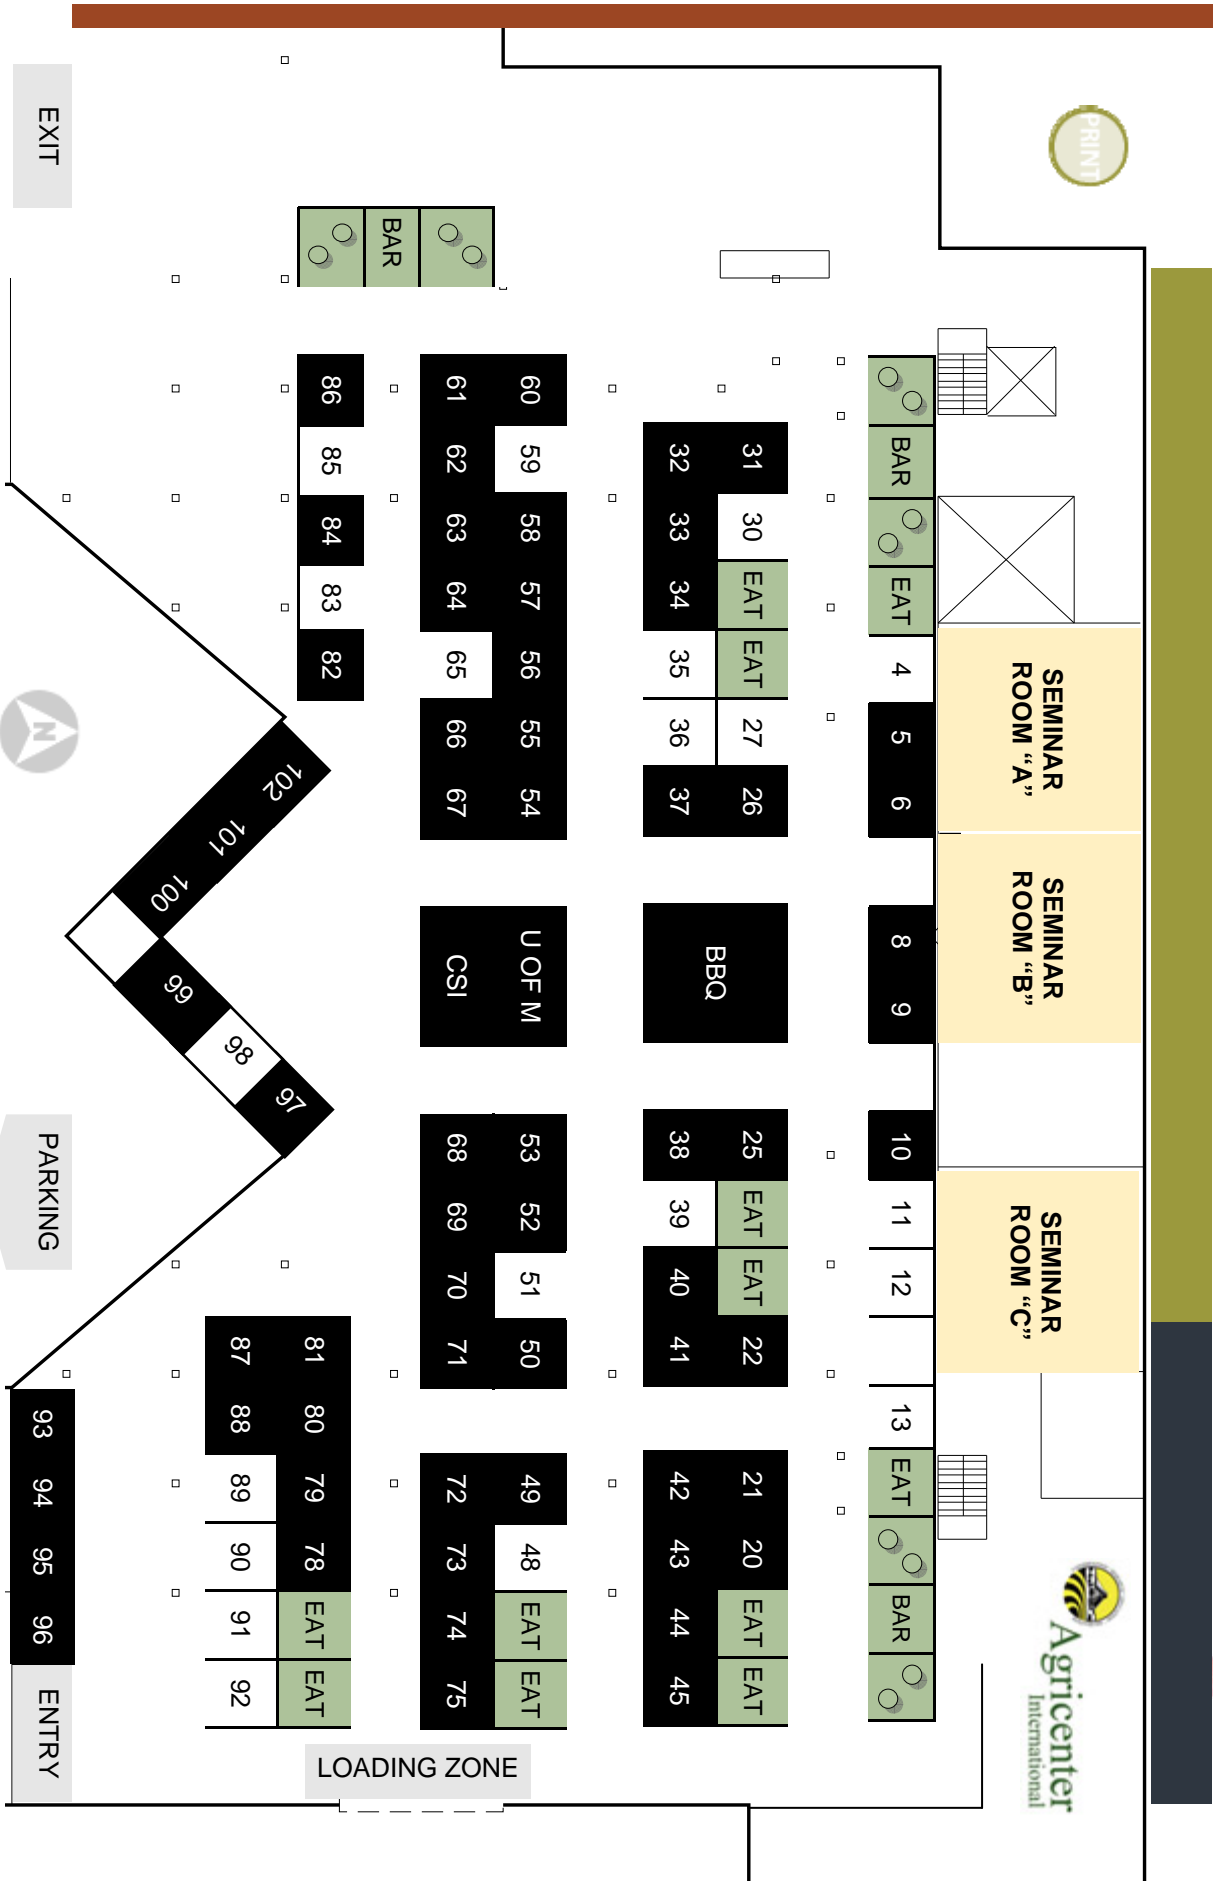 PRINT
EXIT
BAR
86
85
84
83
82
61
62
63
64
65
66
67
60
59
58
57
56
55
54
32
33
34
35
36
37
31
30
EAT
EAT
27
26
BAR
EAT
4
5
6
SEMINAR
ROOM “A”
SEMINAR
ROOM “B”
SEMINAR
ROOM “C”
N
102
101
100
99
98
97
CSI
U OF M
BBQ
8
9
10
11
12
13
EAT
BAR
PARKING
68
69
70
71
53
52
51
50
38
39
40
41
25
EAT
EAT
22
87
88
89
90
91
92
81
80
79
78
EAT
EAT
93
94
95
96
ENTRY
72
73
74
75
49
48
EAT
EAT
42
43
44
45
21
20
EAT
EAT
LOADING ZONE
Agricenter
International